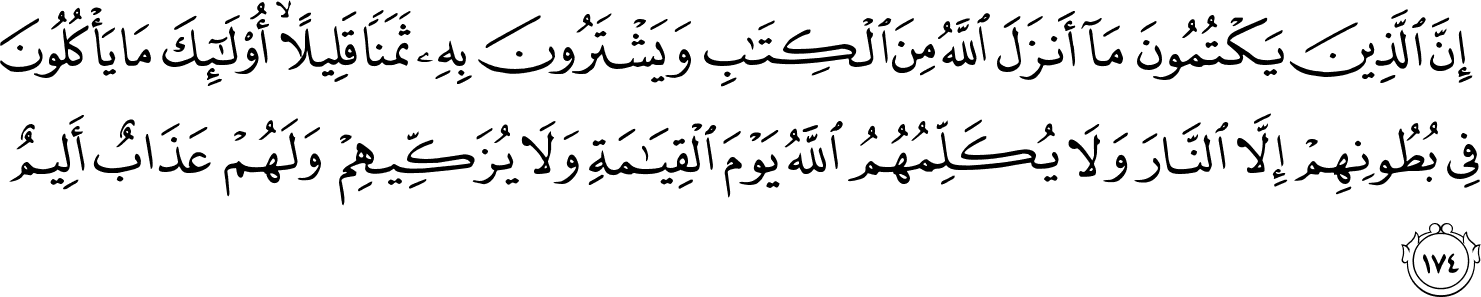 إِنَّ ٱلَّذِينَ يَكْتُمُونَ مَآ أَنزَلَ ٱللَّهُ مِنَ ٱلْكِتَٰبِ وَيَشْتَرُونَ بِهِۦ ثَمَنًا قَلِيلًا ۙ أُو۟لَٰٓئِكَ مَا يَأْكُلُونَ
فِى بُطُونِهِمْ إِلَّا ٱلنَّارَ وَلَا يُكَلِّمُهُمُ ٱللَّهُ يَوْمَ ٱلْقِيَٰمَةِ وَلَا يُزَكِّيهِمْ وَلَهُمْ عَذَابٌ أَلِيمٌ
١٧٤